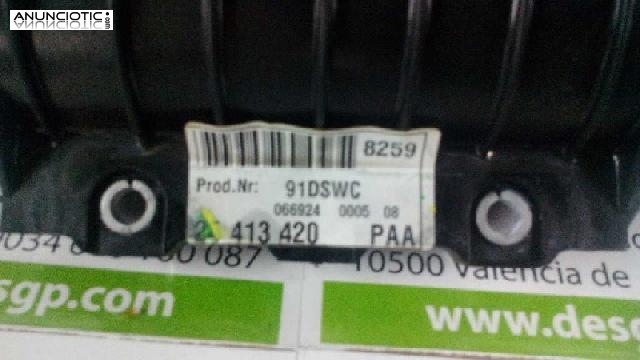 ANUNCIOTIC
.com
8259
Prod.Nr: 91DSWC
066924 0005 08
413 420 PAA
0034 087
10500 Valencia de
sgp.com
www.des